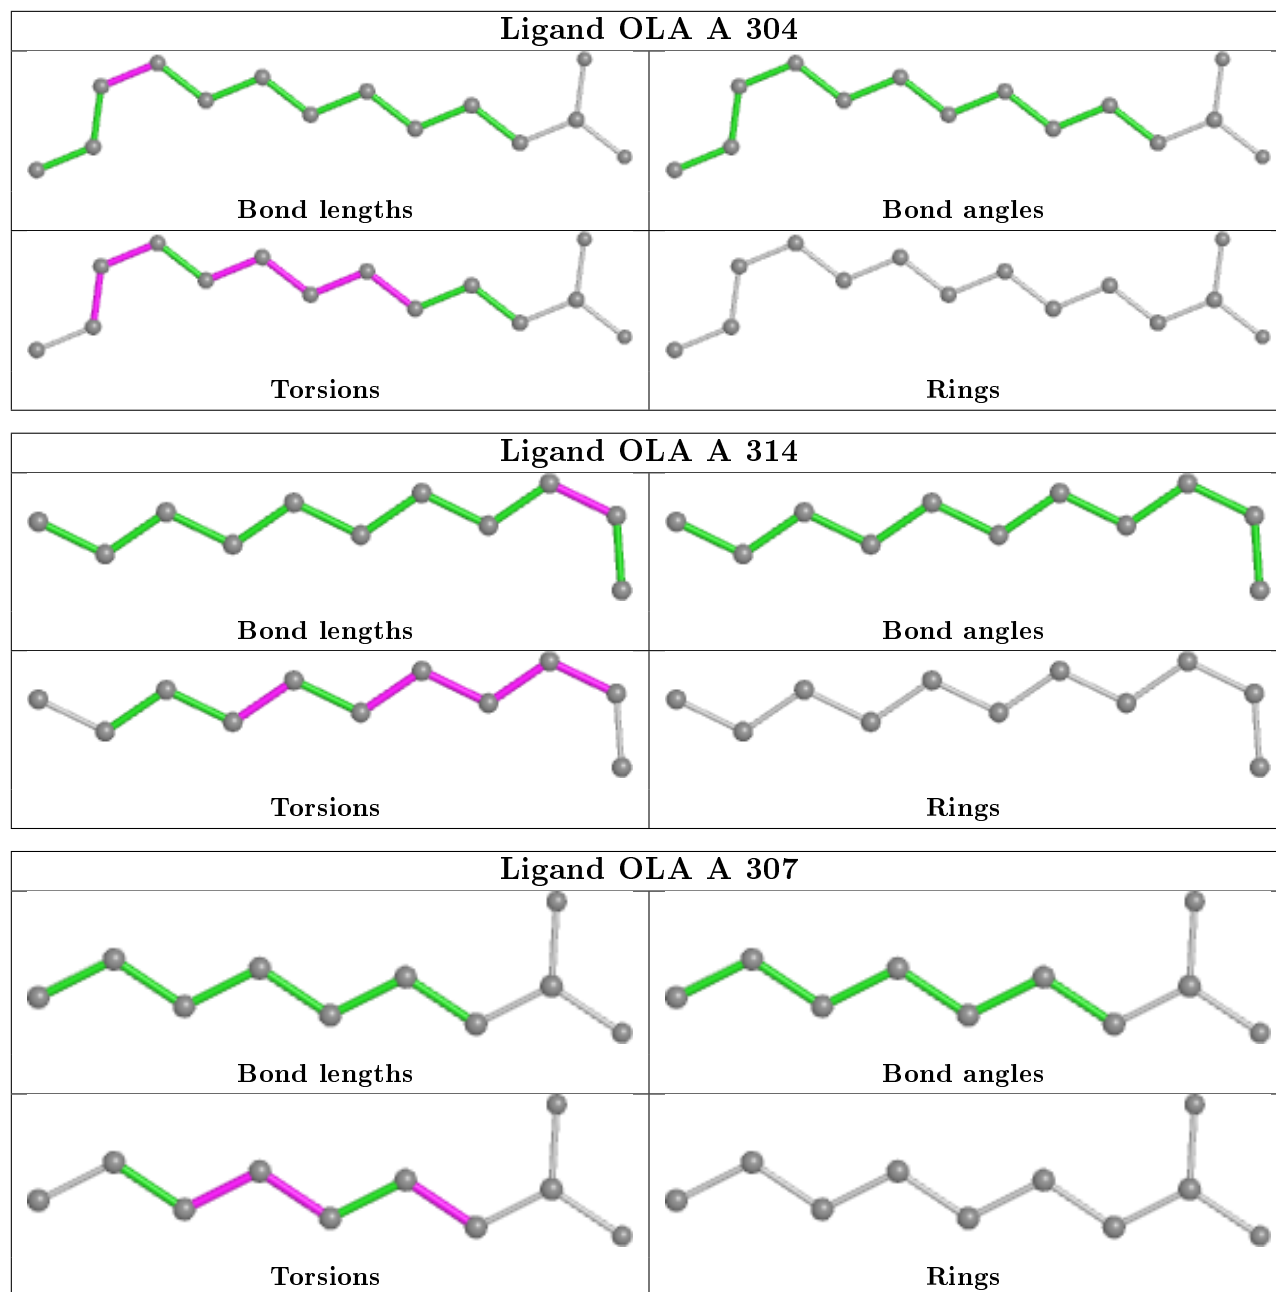 Ligand OLA A 304
Bond lengths
Bond angles
Torsions
Rings
Ligand OLA A 314
Bond lengths
Bond angles
Torsions
Rings
Ligand OLA A 307
Bond lengths
Bond angles
Torsions
Rings